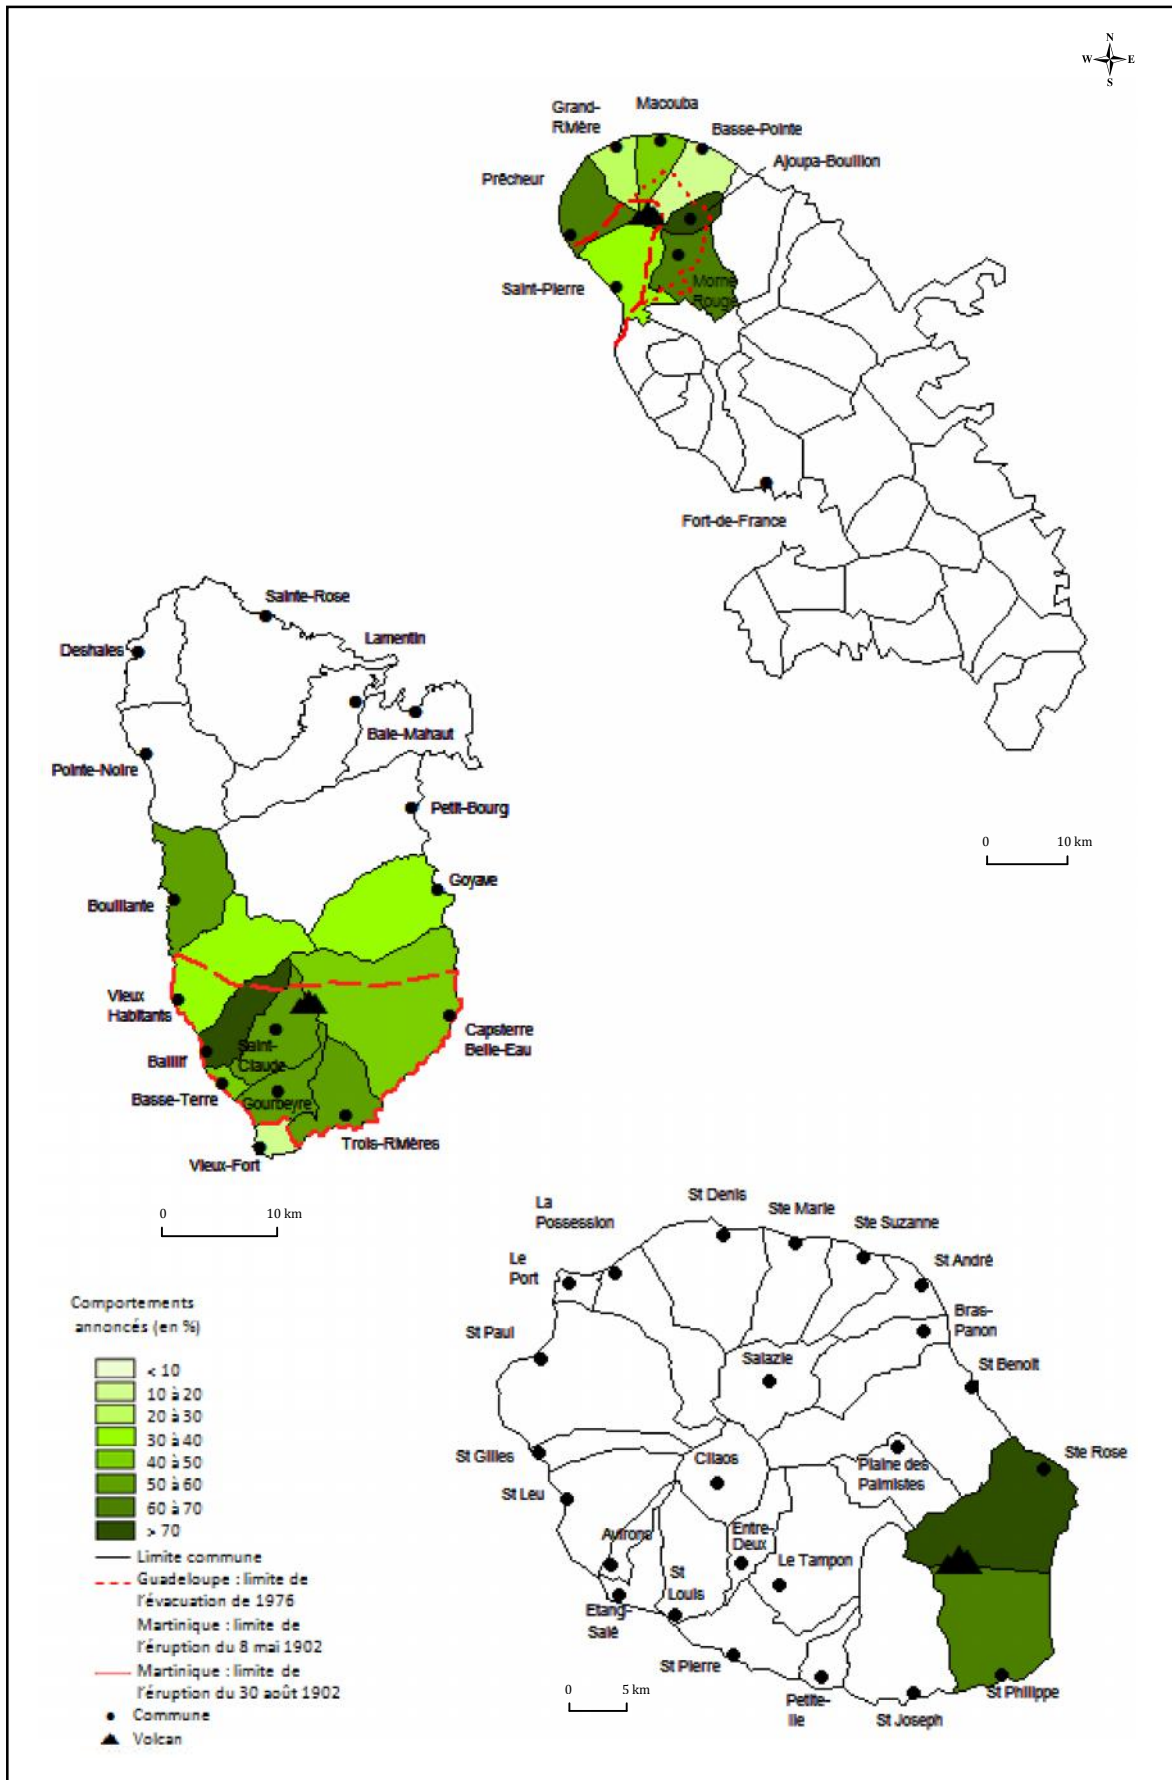 N
W E
S
Grand-
Rivière
Macouba
Basse-Pointe
Ajoupa-Bouillon
Prêcheur
Saint-Pierre
Morne
Rouge
Fort-de-France
0 10 km
Sainte-Rose
Deshaies
Lamentin
Baie-Mahaut
Pointe-Noire
Petit-Bourg
Goyave
Bouillante
Vieux
Habitants
Capsterre
Belle-Eau
Saint-
Claude
Baillif
Basse-Terre
Gourbeyre
Trois-Rivières
Vieux-Fort
0 10 km
St Denis
La
Possession
Ste Marie
Ste Suzanne
Le
Port
St André
Bras-
Panon
St Paul
Salazie
St Benoit
St Gilles
Cilaos
Plaine des
Palmistes
Ste Rose
St Leu
Avirons
Entre-
Deux
Le Tampon
St
Louis
Etang-
Salé
St Pierre
Petite-
Ile
St Joseph
St Philippe
0 5 km
Comportements
annoncés (en %)
< 10
10 à 20
20 à 30
30 à 40
40 à 50
50 à 60
60 à 70
> 70
Limite commune
Guadeloupe : limite de
l'évacuation de 1976
Martinique : limite de
l'éruption du 8 mai 1902
Martinique : limite de
l'éruption du 30 août 1902
Commune
Volcan